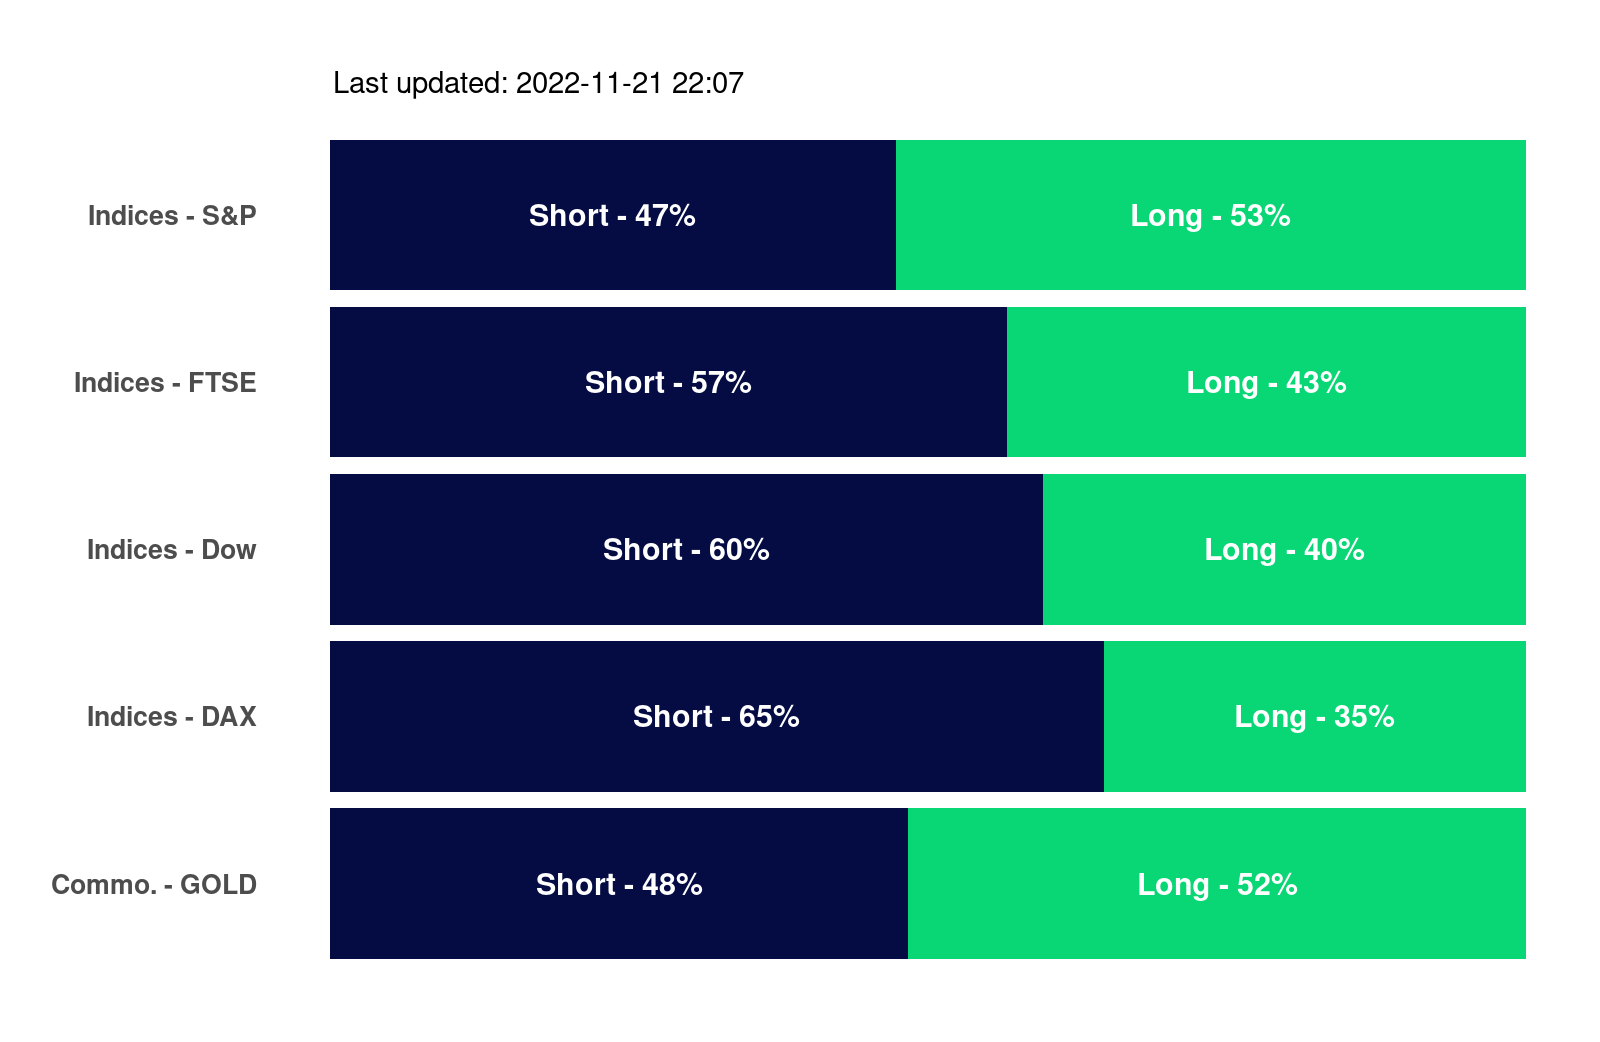 Last updated: 2022-11-21 22:07
Indices - S&P Short - 47% Long - 53%
Indices - FTSE Short - 57% Long - 43%
Indices - Dow Short - 60% Long - 40%
Indices - DAX Short - 65% Long - 35%
Commo. - GOLD Short - 48% Long - 52%